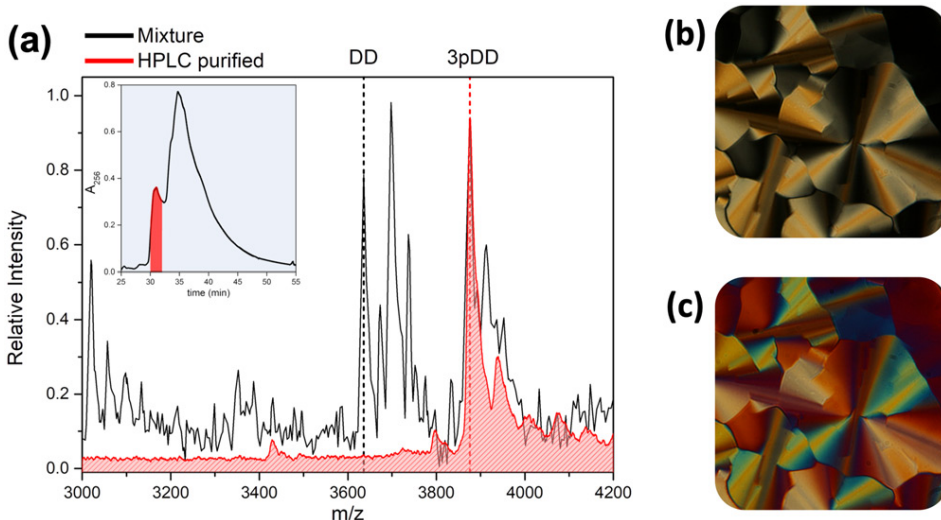 (a)
Mixture
HPLC purified
DD
3pDD
1.0
0.8
0.6
0.4
0.2
0.0
Relative Intensity
3000
3200
3400
3600
3800
4000
4200
m/z
0.8
0.6
0.4
0.2
0.0
A256
25
30
35
40
45
50
55
time (min)
(b)
(c)